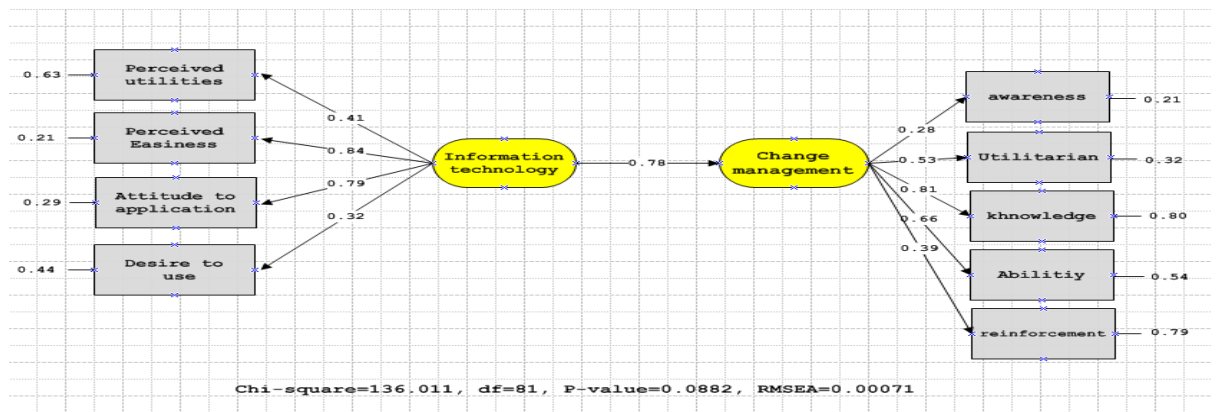 0.63
Perceived
utilities
0.21
Perceived
Easiness
0.29
Attitude to
application
0.44
Desire to
use
0.41
0.84
0.79
0.32
Information
technology
0.78
Change
management
0.28
0.53
0.81
0.66
0.39
awareness
0.21
Utilitarian
0.32
khnowledge
0.80
Abilitiy
0.54
reinforcement
0.79
Chi-square=136.011, df=81, P-value=0.0882, RMSEA=0.00071